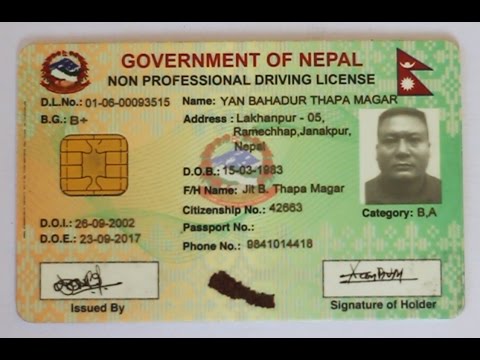 GOVERNMENT OF NEPAL
NON PROFESSIONAL DRIVING LICENSE
D.L.No.: 01-06-00093515 Name: YAN BAHADUR THAPA MAGAR
B.G.: B+ Address : Lakhanpur - 05,
Ramechhap,Janakpur,
Nepal
D.O.B.: 15-03-1983
F/H Name: Jit B. Thapa Magar
Citizenship No.: 42663
Category: B,A
D.O.I.: 26-09-2002 Passport No.:
D.O.E.: 23-09-2017 Phone No.: 9841014418
Issued By
Signature of Holder